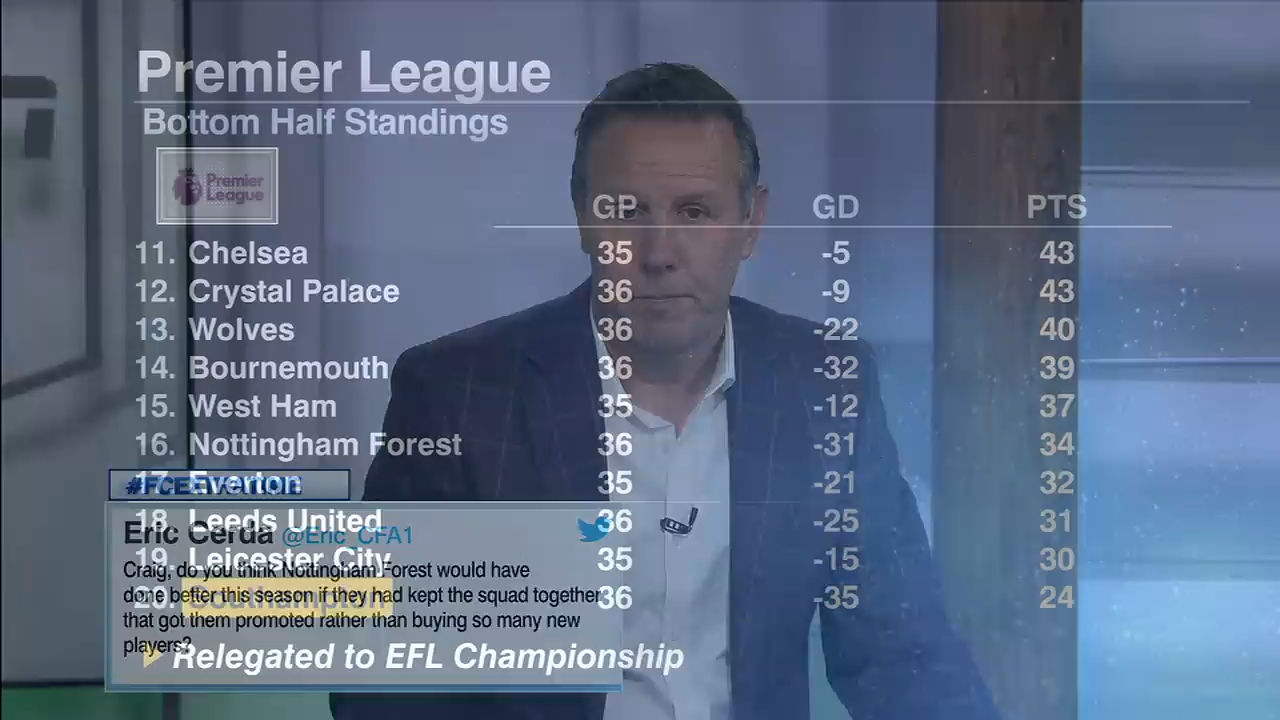 Premier League
Bottom Half Standings
Premier
League
GP GD PTS
11. Chelsea 35 -5 43
12. Crystal Palace 36 -9 43
13. Wolves 36 -22 40
14. Bournemouth 36 -32 39
15. West Ham 35 -12 37
16. Nottingham Forest 36 -31 34
17. Everton 35 -21 32
18. Leeds United 36 -25 31
19. Leicester City 35 -15 30
20. Southampton 36 -35 24
Relegated to EFL Championship
Eric Cerda @Eric_CFA1
Craig, do you think Nottingham Forest would have
done better this season if they had kept the squad together
that got them promoted rather than buying so many new
players?